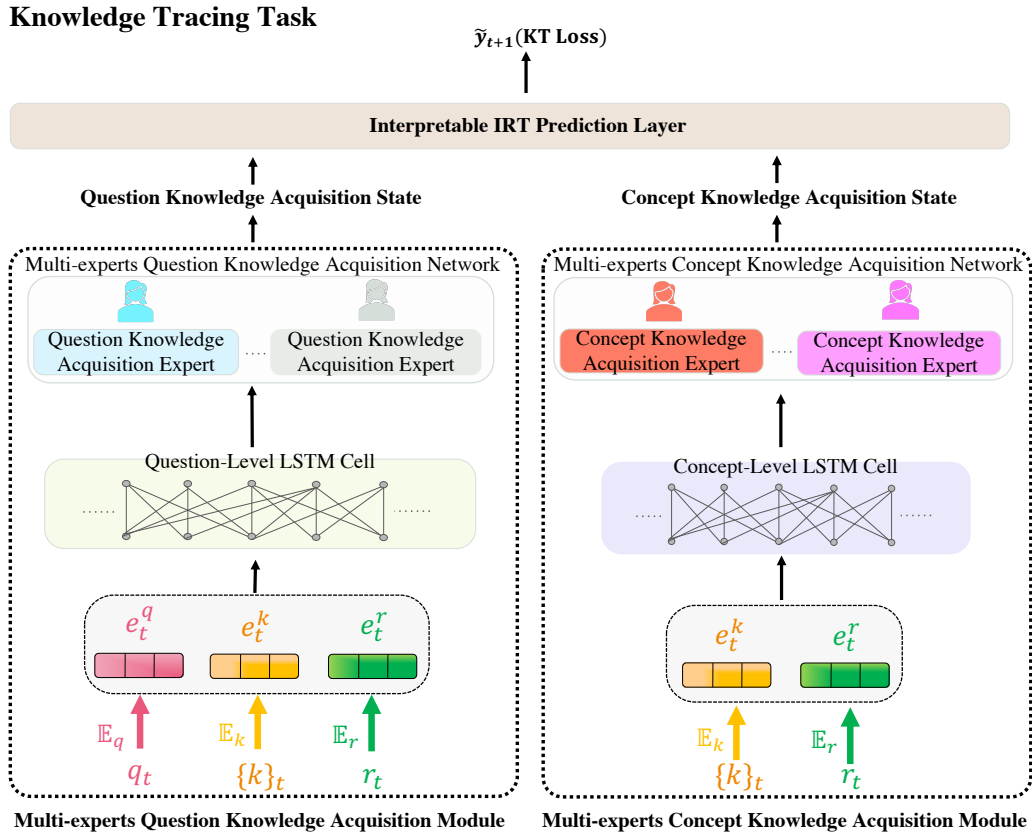 Knowledge Tracing Task
ỹ_{t+1}(KT Loss)
Interpretable IRT Prediction Layer
Question Knowledge Acquisition State
Concept Knowledge Acquisition State
Multi-experts Question Knowledge Acquisition Network
Question Knowledge
Acquisition Expert
....
Question Knowledge
Acquisition Expert
Question-Level LSTM Cell
......
.......
e_t^q
e_t^k
e_t^r
𝔼_q
𝔼_k
𝔼_r
q_t
{k}_t
r_t
Multi-experts Question Knowledge Acquisition Module
Multi-experts Concept Knowledge Acquisition Network
Concept Knowledge
Acquisition Expert
....
Concept Knowledge
Acquisition Expert
Concept-Level LSTM Cell
.....
......
e_t^k
e_t^r
𝔼_k
𝔼_r
{k}_t
r_t
Multi-experts Concept Knowledge Acquisition Module